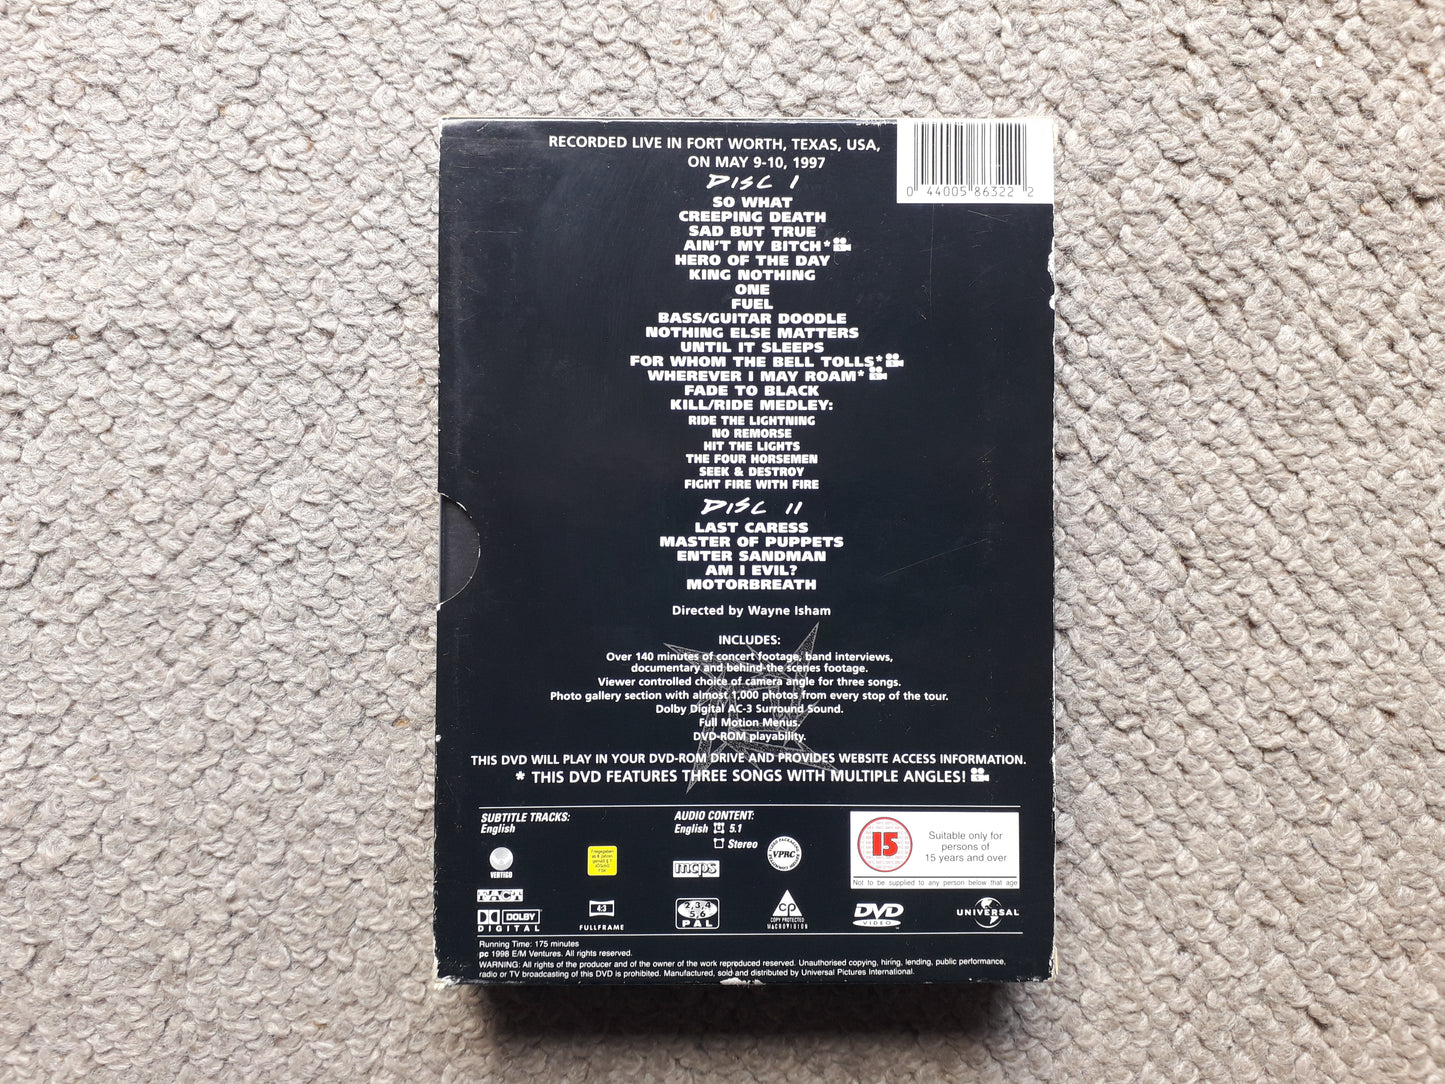 RECORDED LIVE IN FORT WORTH, TEXAS, USA,
ON MAY 9-10, 1997
0 44005 86322 2
DISC I
SO WHAT
CREEPING DEATH
SAD BUT TRUE
AIN'T MY BITCH*
HERO OF THE DAY
KING NOTHING
ONE
FUEL
BASS/GUITAR DOODLE
NOTHING ELSE MATTERS
UNTIL IT SLEEPS
FOR WHOM THE BELL TOLLS*
WHEREVER I MAY ROAM*
FADE TO BLACK
KILL/RIDE MEDLEY:
RIDE THE LIGHTNING
NO REMORSE
HIT THE LIGHTS
THE FOUR HORSEMEN
SEEK & DESTROY
FIGHT FIRE WITH FIRE
DISC II
LAST CARESS
MASTER OF PUPPETS
ENTER SANDMAN
AM I EVIL?
MOTORBREATH
Directed by Wayne Isham
INCLUDES:
Over 140 minutes of concert footage, band interviews,
documentary and behind-the scenes footage.
Viewer controlled choice of camera angle for three songs.
Photo gallery section with almost 1,000 photos from every stop of the tour.
Dolby Digital AC-3 Surround Sound.
Full Motion Menus.
DVD-ROM playability.
THIS DVD WILL PLAY IN YOUR DVD-ROM DRIVE AND PROVIDES WEBSITE ACCESS INFORMATION.
* THIS DVD FEATURES THREE SONGS WITH MULTIPLE ANGLES!
SUBTITLE TRACKS:
English
AUDIO CONTENT:
English 5.1
Stereo
VERTIGO
mcps
VPRC
15
Suitable only for
persons of
15 years and over
Not to be supplied to any person below that age
FACT
DOLBY
DIGITAL
4:3
FULLFRAME
2,3,4
5,6
PAL
CP
COPY PROTECTED
MACROVISION
DVD
VIDEO
UNIVERSAL
Running Time: 175 minutes
pc 1998 E/M Ventures. All rights reserved.
WARNING: All rights of the producer and of the owner of the work reproduced reserved. Unauthorised copying, hiring, lending, public performance,
radio or TV broadcasting of this DVD is prohibited. Manufactured, sold and distributed by Universal Pictures International.